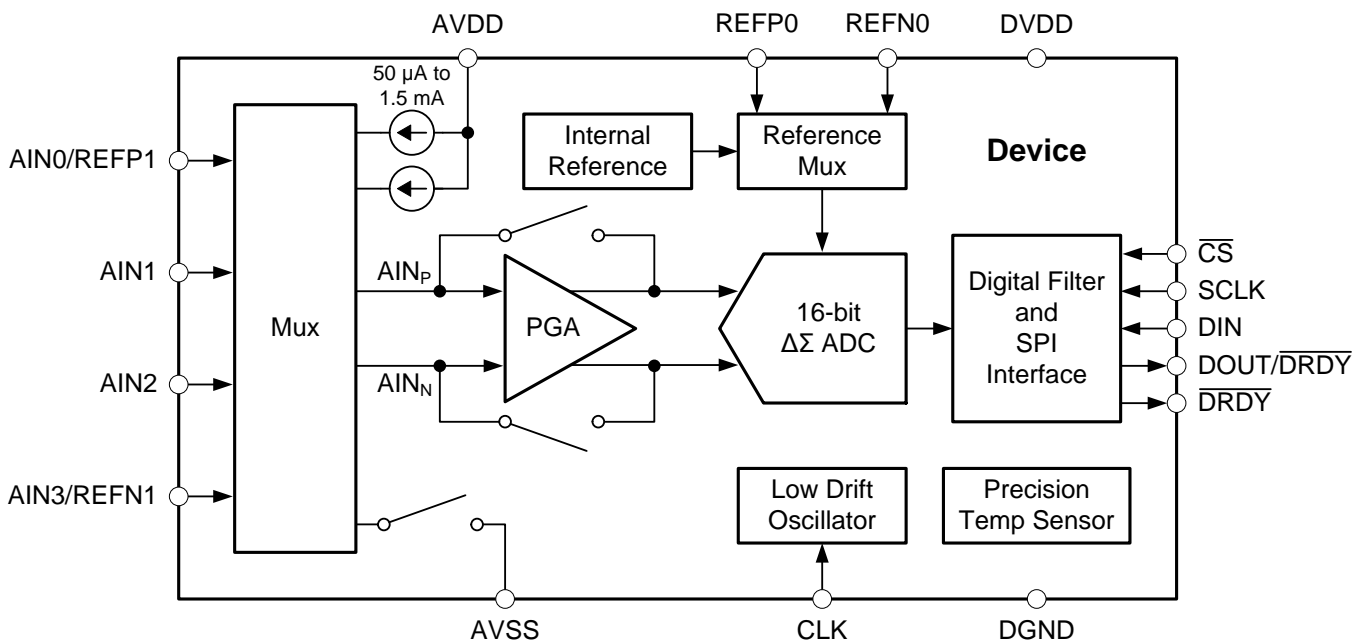 AVDD
REFP0
REFN0
DVDD
50 µA to
1.5 mA
AIN0/REFP1
Internal
Reference
Reference
Mux
Device
AIN1
AINP
Mux
PGA
16-bit
ΔΣ ADC
Digital Filter
and
SPI
Interface
CS
SCLK
DIN
DOUT/DRDY
DRDY
AIN2
AINN
AIN3/REFN1
Low Drift
Oscillator
Precision
Temp Sensor
AVSS
CLK
DGND